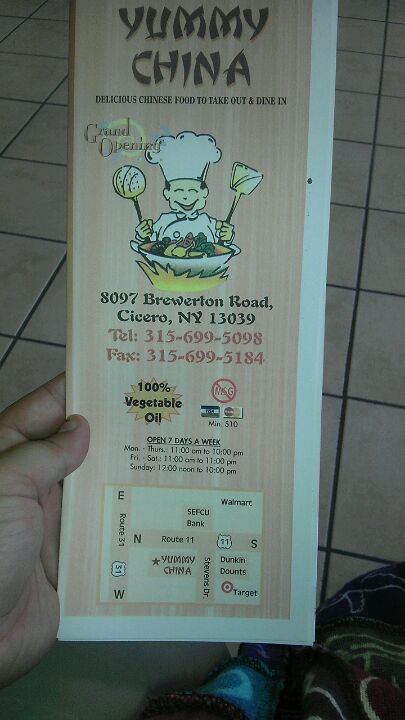 YUMMY
CHINA
DELICIOUS CHINESE FOOD TO TAKE OUT & DINE IN
Grand
Opening
8097 Brewerton Road,
Cicero, NY 13039
Tel: 315-699-5098
Fax: 315-699-5184
100%
Vegetable
Oil
MSG
VISA MasterCard
Min. $10
OPEN 7 DAYS A WEEK
Mon. - Thurs.: 11:00 am to 10:00 pm
Fri. - Sat.: 11:00 am to 11:00 pm
Sunday: 12:00 noon to 10:00 pm
E
Walmart
SEFCU
Bank
Route 31
N
Route 11
11
S
31
W
YUMMY
CHINA
Stevens Dr.
Dunkin
Dounts
Target